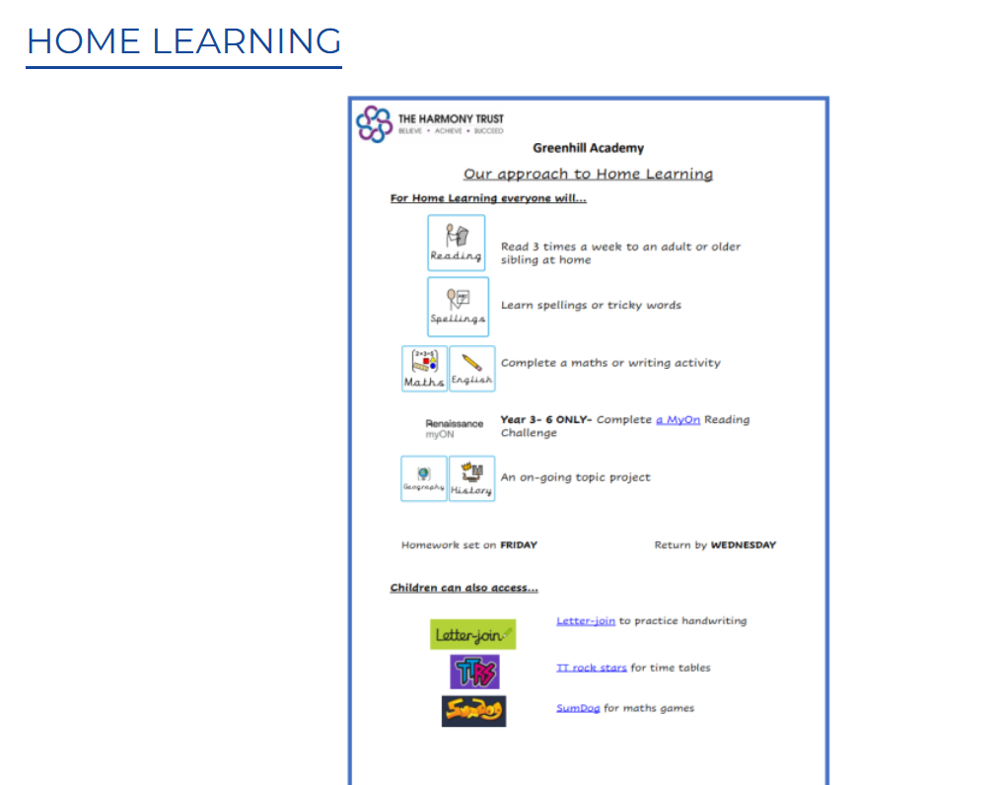 HOME LEARNING
THE HARMONY TRUST
BELIEVE • ACHIEVE • SUCCEED
Greenhill Academy
Our approach to Home Learning
For Home Learning everyone will...
Reading
Read 3 times a week to an adult or older
sibling at home
ABC
Spellings
Learn spellings or tricky words
2+3=5
Maths
English
Complete a maths or writing activity
Renaissance
myON
Year 3- 6 ONLY- Complete a MyOn Reading
Challenge
Geography
History
An on-going topic project
Homework set on FRIDAY
Return by WEDNESDAY
Children can also access...
Letter-join
Letter-join to practice handwriting
TTRS
TT rock stars for time tables
SumDog
SumDog for maths games